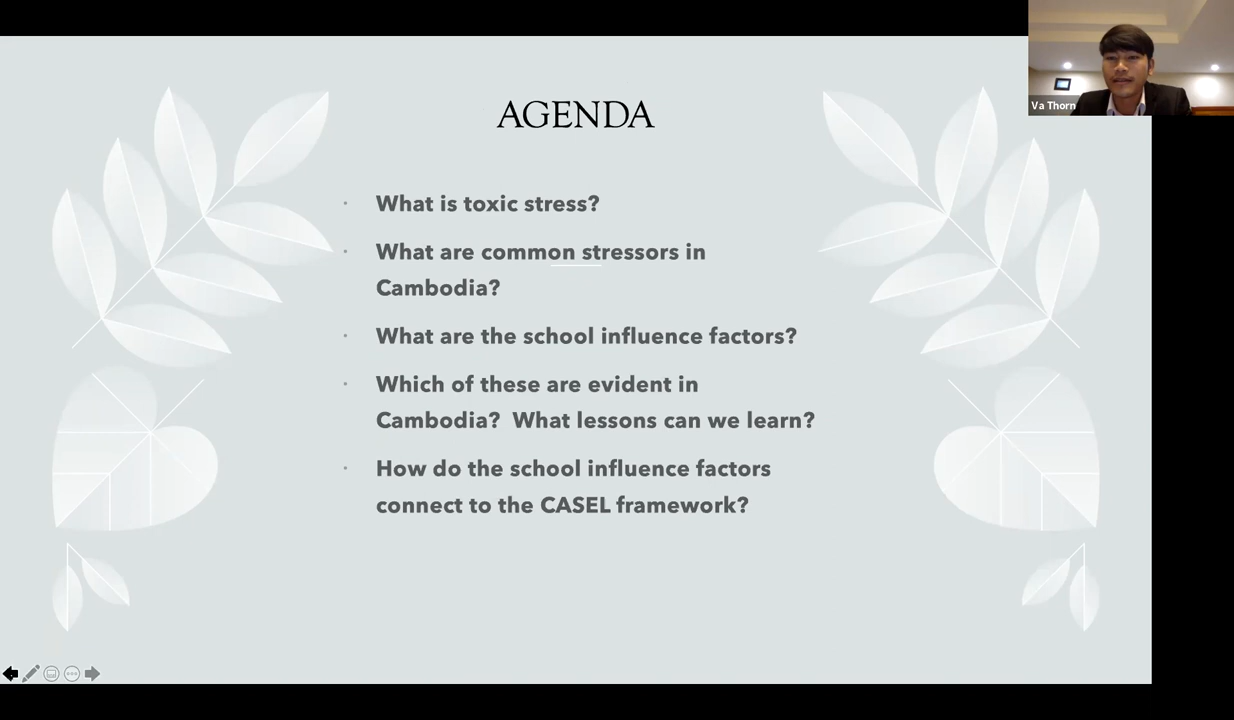 Va Thorn
AGENDA
· What is toxic stress?
· What are common stressors in
Cambodia?
· What are the school influence factors?
· Which of these are evident in
Cambodia?  What lessons can we learn?
· How do the school influence factors
connect to the CASEL framework?